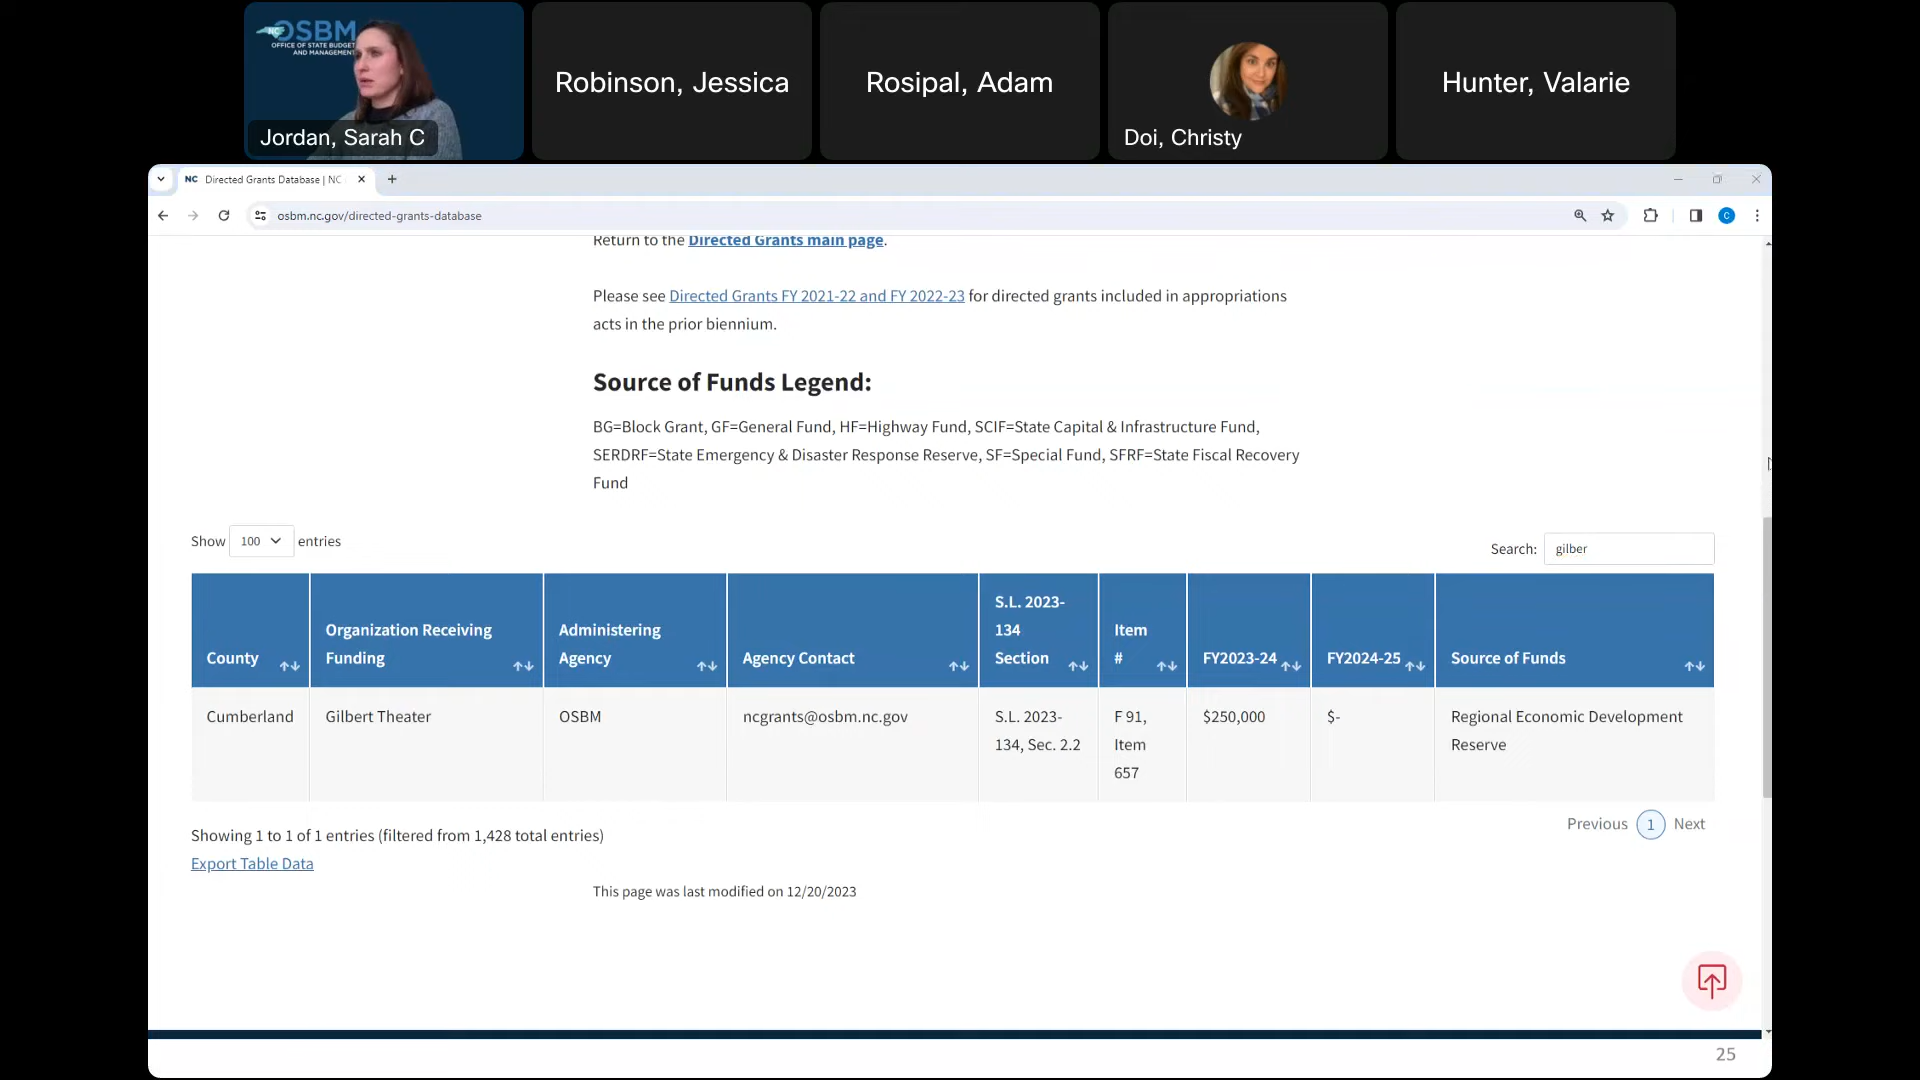 NC OSBM
OFFICE OF STATE BUDGET
AND MANAGEMENT
Jordan, Sarah C
Robinson, Jessica
Rosipal, Adam
Doi, Christy
Hunter, Valarie
NC Directed Grants Database | NC
osbm.nc.gov/directed-grants-database
C
Return to the Directed Grants main page.
Please see Directed Grants FY 2021-22 and FY 2022-23 for directed grants included in appropriations
acts in the prior biennium.
Source of Funds Legend:
BG=Block Grant, GF=General Fund, HF=Highway Fund, SCIF=State Capital & Infrastructure Fund,
SERDRF=State Emergency & Disaster Response Reserve, SF=Special Fund, SFRF=State Fiscal Recovery
Fund
Show 100 entries
Search: gilber
County
Organization Receiving
Funding
Administering
Agency
Agency Contact
S.L. 2023-
134
Section
Item
#
FY2023-24
FY2024-25
Source of Funds
Cumberland
Gilbert Theater
OSBM
ncgrants@osbm.nc.gov
S.L. 2023-
134, Sec. 2.2
F 91,
Item
657
$250,000
$-
Regional Economic Development
Reserve
Showing 1 to 1 of 1 entries (filtered from 1,428 total entries)
Previous 1 Next
Export Table Data
This page was last modified on 12/20/2023
25